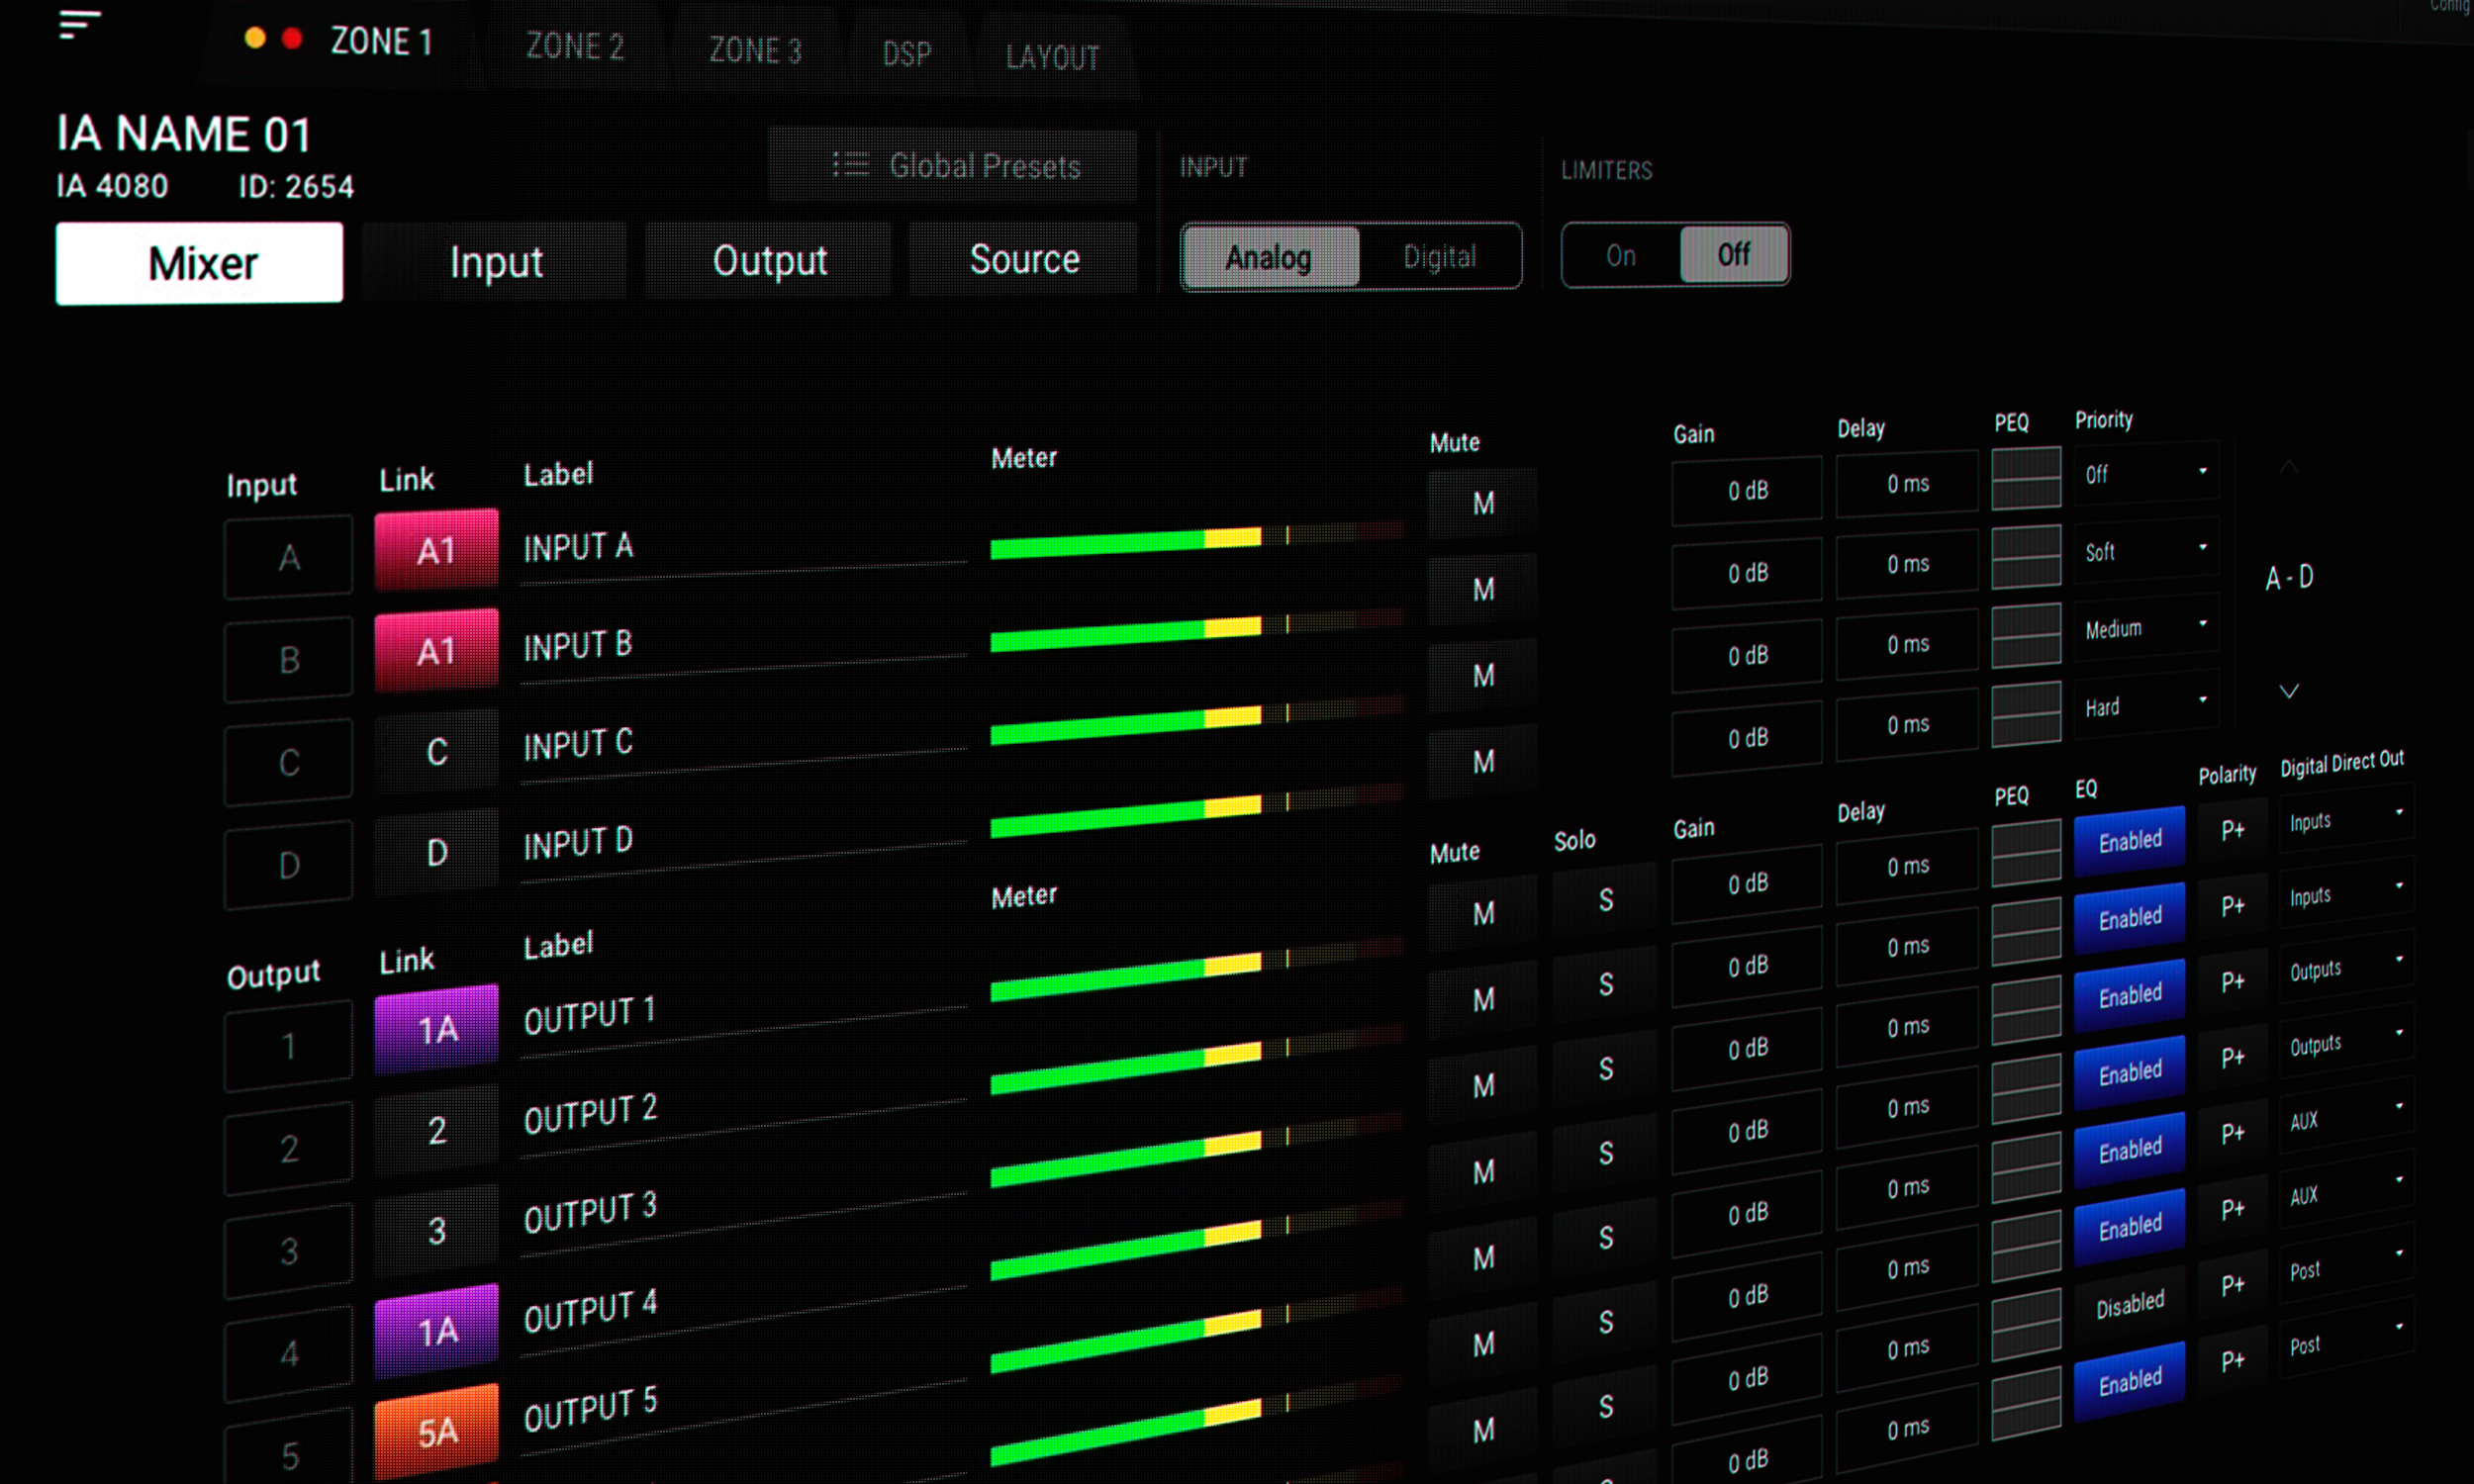 Config
ZONE 1 ZONE 2 ZONE 3 DSP LAYOUT
IA NAME 01
IA 4080 ID: 2654
Global Presets
INPUT
LIMITERS
Mixer Input Output Source
Analog Digital
On Off
Input Link Label Meter Mute Gain Delay PEQ Priority
A A1 INPUT A M 0 dB 0 ms Off
B A1 INPUT B M 0 dB 0 ms Soft
C C INPUT C M 0 dB 0 ms Medium
D D INPUT D M 0 dB 0 ms Hard
A - D
Output Link Label Meter Mute Solo Gain Delay PEQ EQ Polarity Digital Direct Out
1 1A OUTPUT 1 M S 0 dB 0 ms Enabled P+ Inputs
2 2 OUTPUT 2 M S 0 dB 0 ms Enabled P+ Inputs
3 3 OUTPUT 3 M S 0 dB 0 ms Enabled P+ Outputs
4 1A OUTPUT 4 M S 0 dB 0 ms Enabled P+ Outputs
5 5A OUTPUT 5 M S 0 dB 0 ms Enabled P+ AUX
M S 0 dB 0 ms Enabled P+ AUX
M S 0 dB 0 ms Disabled P+ Post
0 dB 0 ms Enabled P+ Post